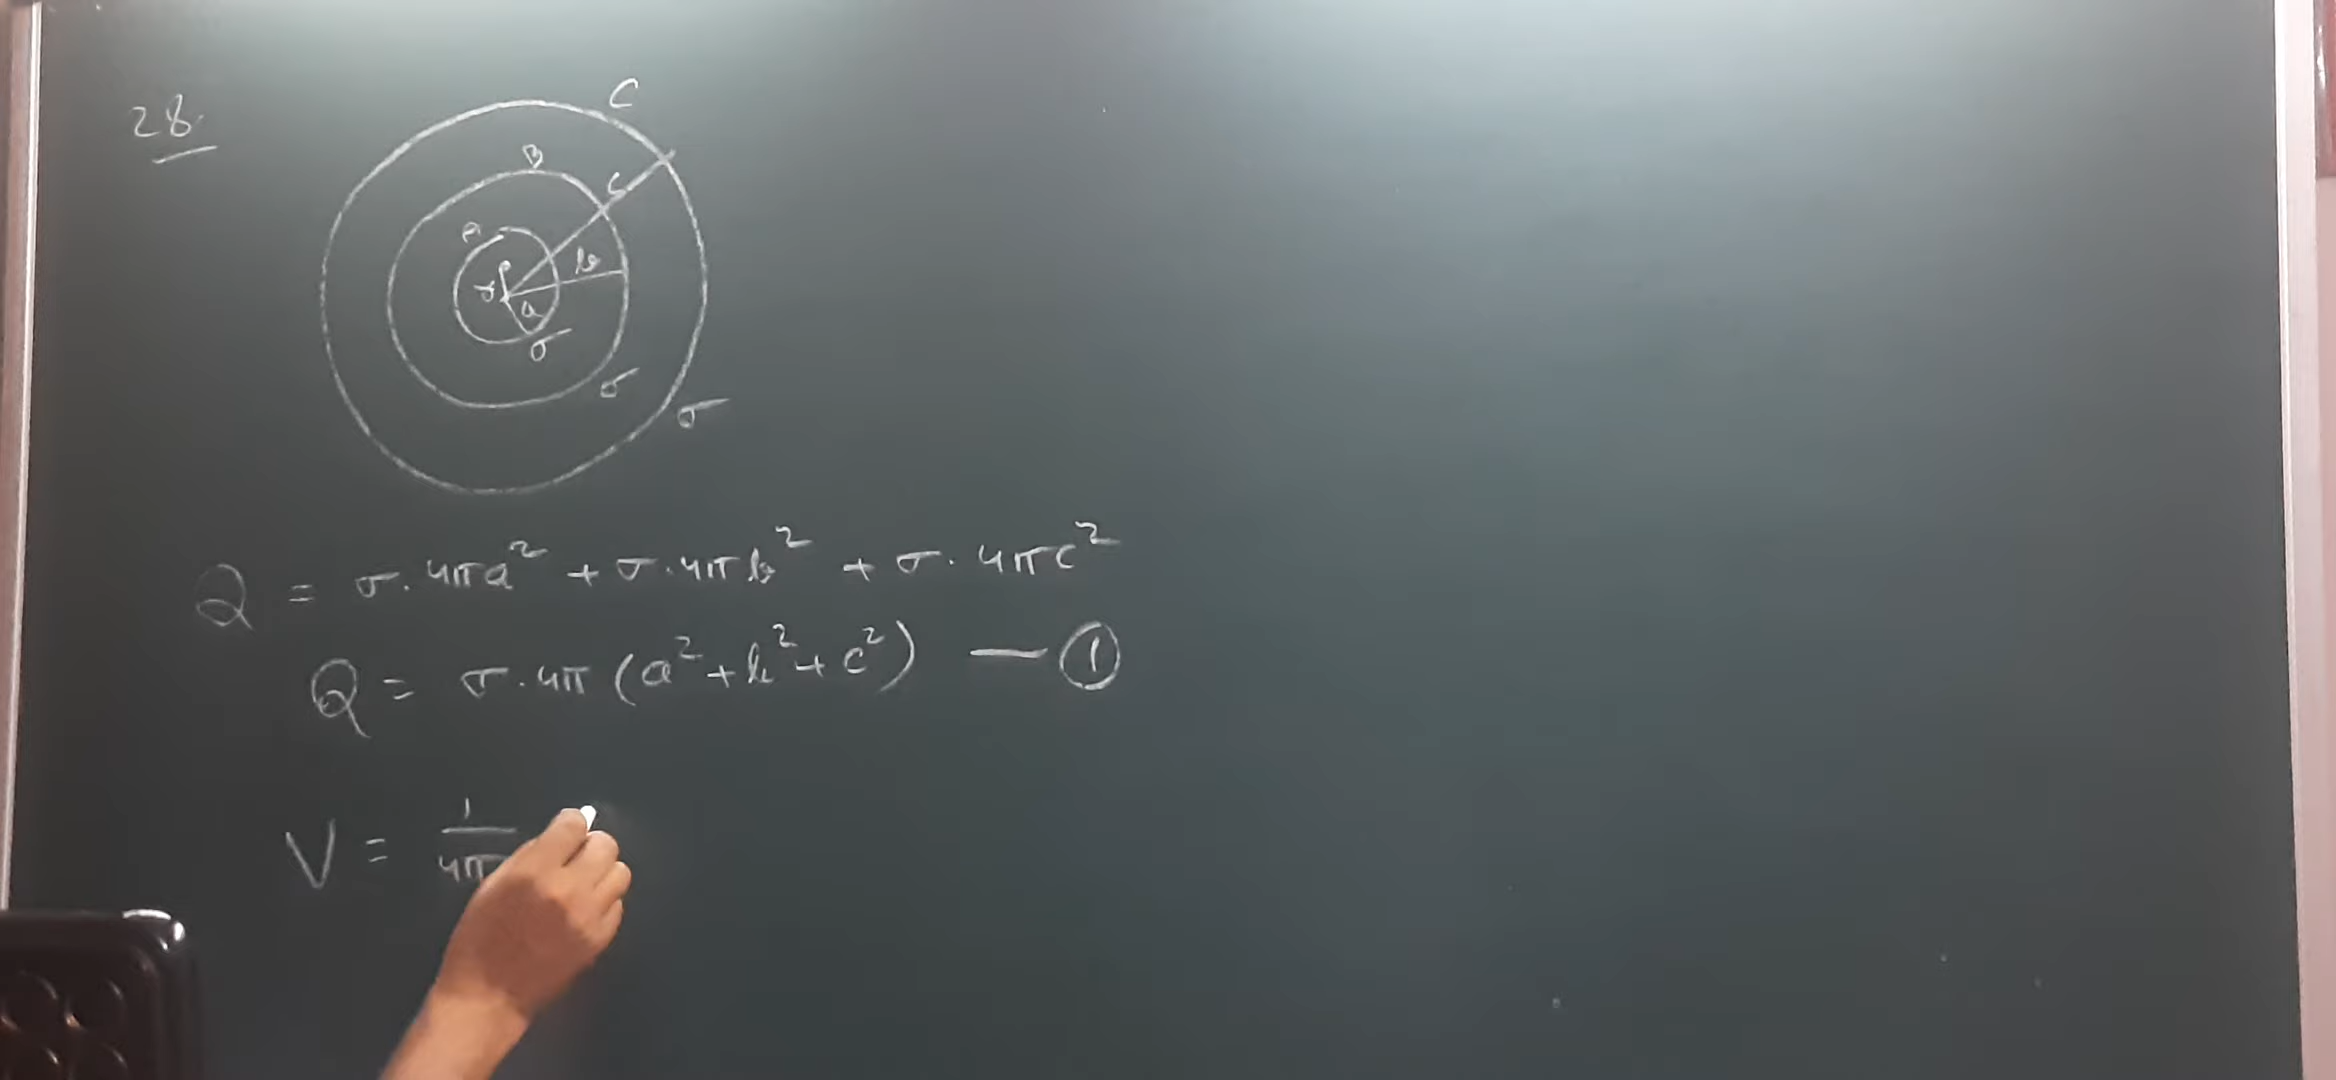 28.
C
B
C
A
b
r
a
σ
σ
σ
Q = σ. 4πa² + σ. 4πb² + σ. 4πc²
Q = σ. 4π (a² + b² + c²) — ①
V = 1/4π